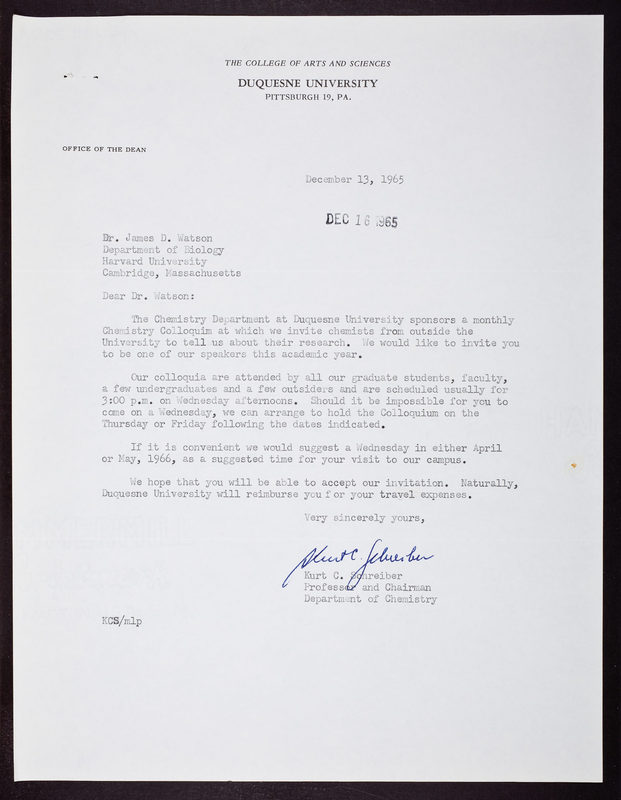 THE COLLEGE OF ARTS AND SCIENCES
DUQUESNE UNIVERSITY
PITTSBURGH 19, PA.
OFFICE OF THE DEAN
December 13, 1965
DEC 16 1965
Dr. James D. Watson
Department of Biology
Harvard University
Cambridge, Massachusetts
Dear Dr. Watson:
The Chemistry Department at Duquesne University sponsors a monthly
Chemistry Colloquim at which we invite chemists from outside the
University to tell us about their research. We would like to invite you
to be one of our speakers this academic year.
Our colloquia are attended by all our graduate students, faculty,
a few undergraduates and a few outsiders and are scheduled usually for
3:00 p.m. on Wednesday afternoons. Should it be impossible for you to
come on a Wednesday, we can arrange to hold the Colloquium on the
Thursday or Friday following the dates indicated.
If it is convenient we would suggest a Wednesday in either April
or May, 1966, as a suggested time for your visit to our campus.
We hope that you will be able to accept our invitation. Naturally,
Duquesne University will reimburse you for your travel expenses.
Very sincerely yours,
Kurt C. Schreiber
Kurt C. Schreiber
Professor and Chairman
Department of Chemistry
KCS/mlp